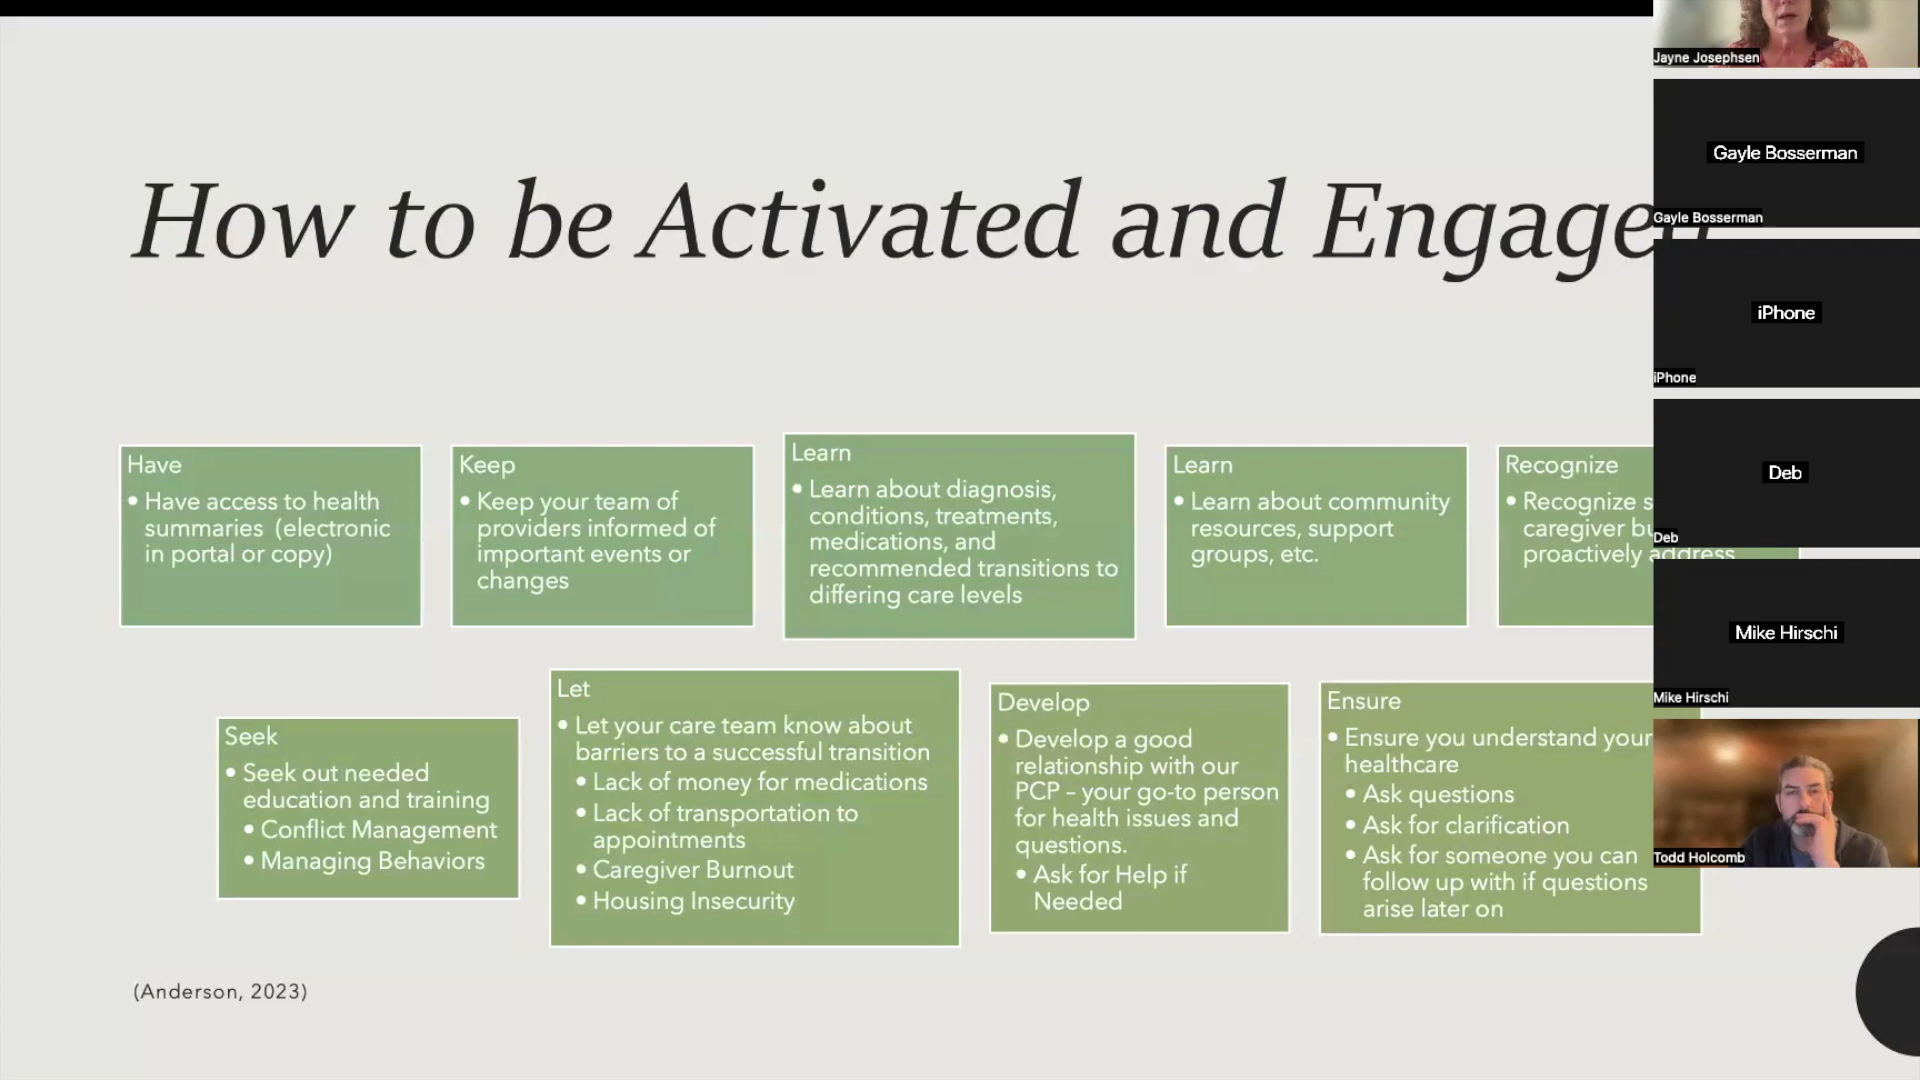 How to be Activated and Engaged
Have
• Have access to health
summaries (electronic
in portal or copy)
Keep
• Keep your team of
providers informed of
important events or
changes
Learn
• Learn about diagnosis,
conditions, treatments,
medications, and
recommended transitions to
differing care levels
Learn
• Learn about community
resources, support
groups, etc.
Recognize
• Recognize
caregiver
proactively address
Seek
• Seek out needed
education and training
• Conflict Management
• Managing Behaviors
Let
• Let your care team know about
barriers to a successful transition
• Lack of money for medications
• Lack of transportation to
appointments
• Caregiver Burnout
• Housing Insecurity
Develop
• Develop a good
relationship with our
PCP – your go-to person
for health issues and
questions.
• Ask for Help if
Needed
Ensure
• Ensure you understand your
healthcare
• Ask questions
• Ask for clarification
• Ask for someone you can
follow up with if questions
arise later on
(Anderson, 2023)
Jayne Josephsen
Gayle Bosserman
Gayle Bosserman
iPhone
iPhone
Deb
Deb
Mike Hirschi
Mike Hirschi
Todd Holcomb